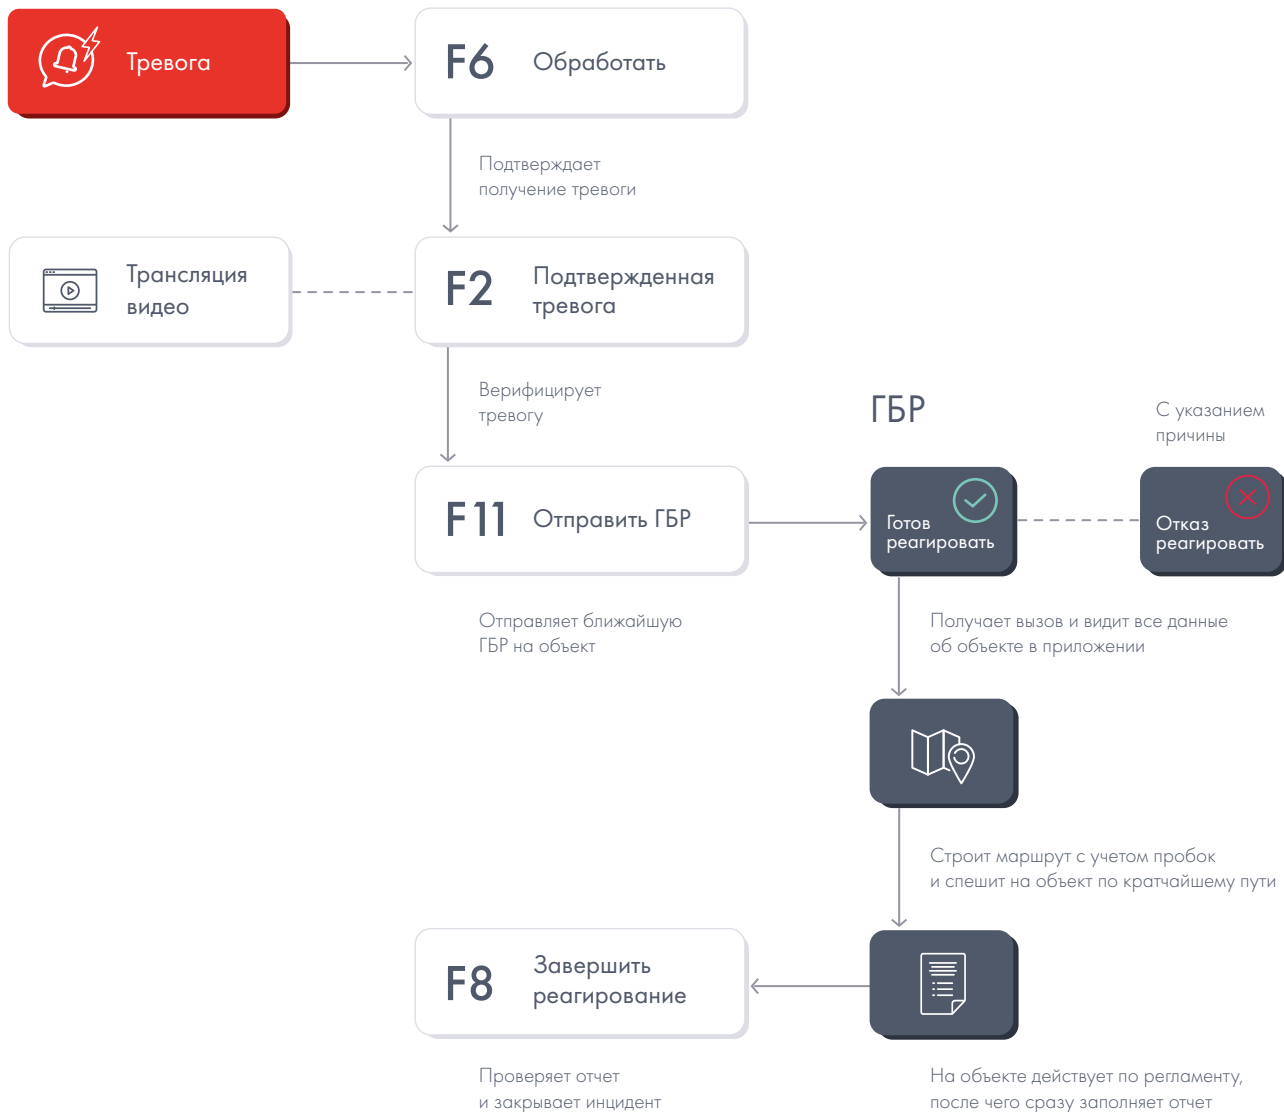 Тревога
F6
Обработать
Подтверждает
получение тревоги
Трансляция
видео
F2
Подтвержденная
тревога
Верифицирует
тревогу
ГБР
С указанием
причины
F11
Отправить ГБР
Готов
реагировать
Отказ
реагировать
Отправляет ближайшую
ГБР на объект
Получает вызов и видит все данные
об объекте в приложении
Строит маршрут с учетом пробок
и спешит на объект по кратчайшему пути
F8
Завершить
реагирование
Проверяет отчет
и закрывает инцидент
На объекте действует по регламенту,
после чего сразу заполняет отчет